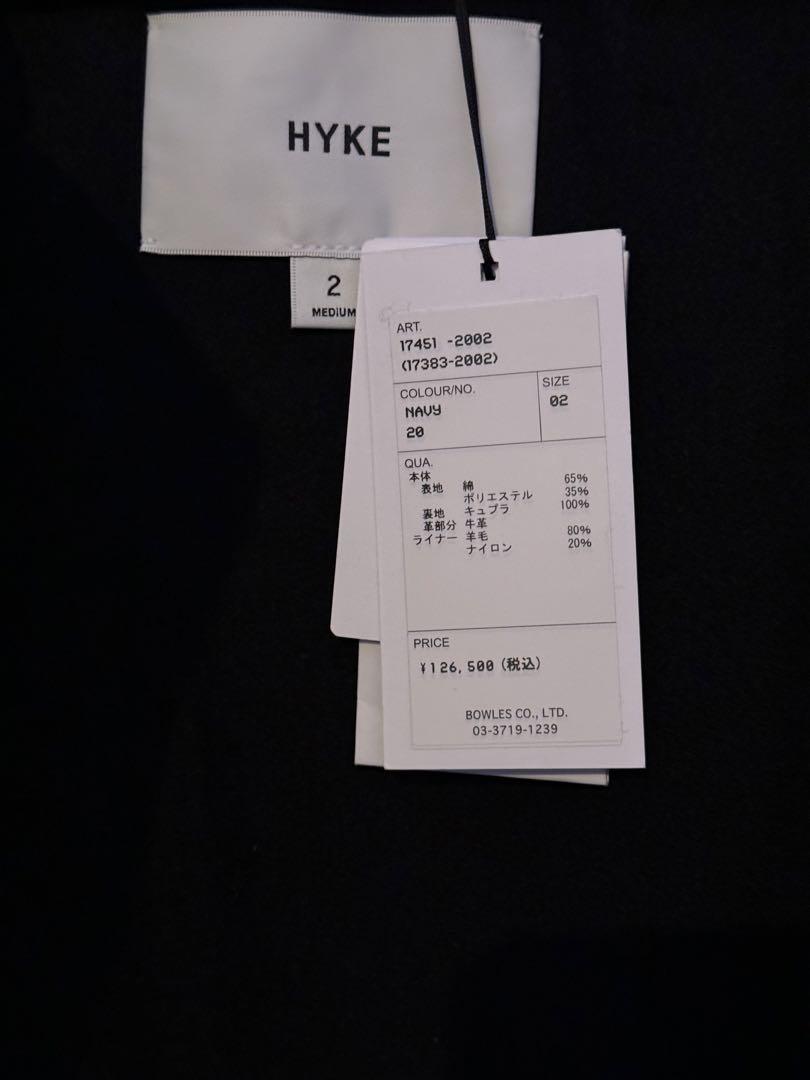 HYKE
2
MEDIUM
ART.
17451 -2002
(17383-2002)
COLOUR/NO.
NAVY
20
SIZE
02
QUA.
本体
表地 綿 65%
ポリエステル 35%
裏地 キュプラ 100%
革部分 牛革
ライナー 羊毛 80%
ナイロン 20%
PRICE
¥126,500 (税込)
BOWLES CO., LTD.
03-3719-1239